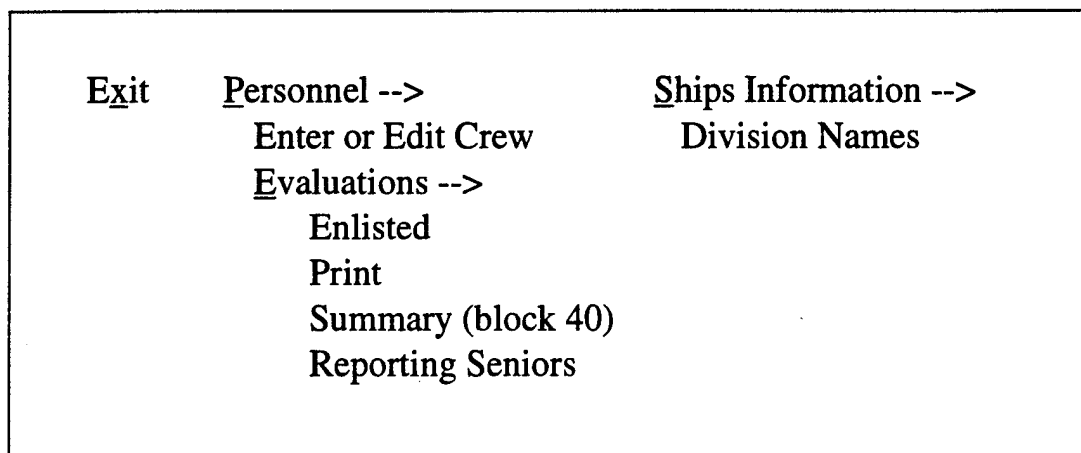 Exit Personnel --> Ships Information -->
Enter or Edit Crew Division Names
Evaluations -->
Enlisted
Print
Summary (block 40)
Reporting Seniors